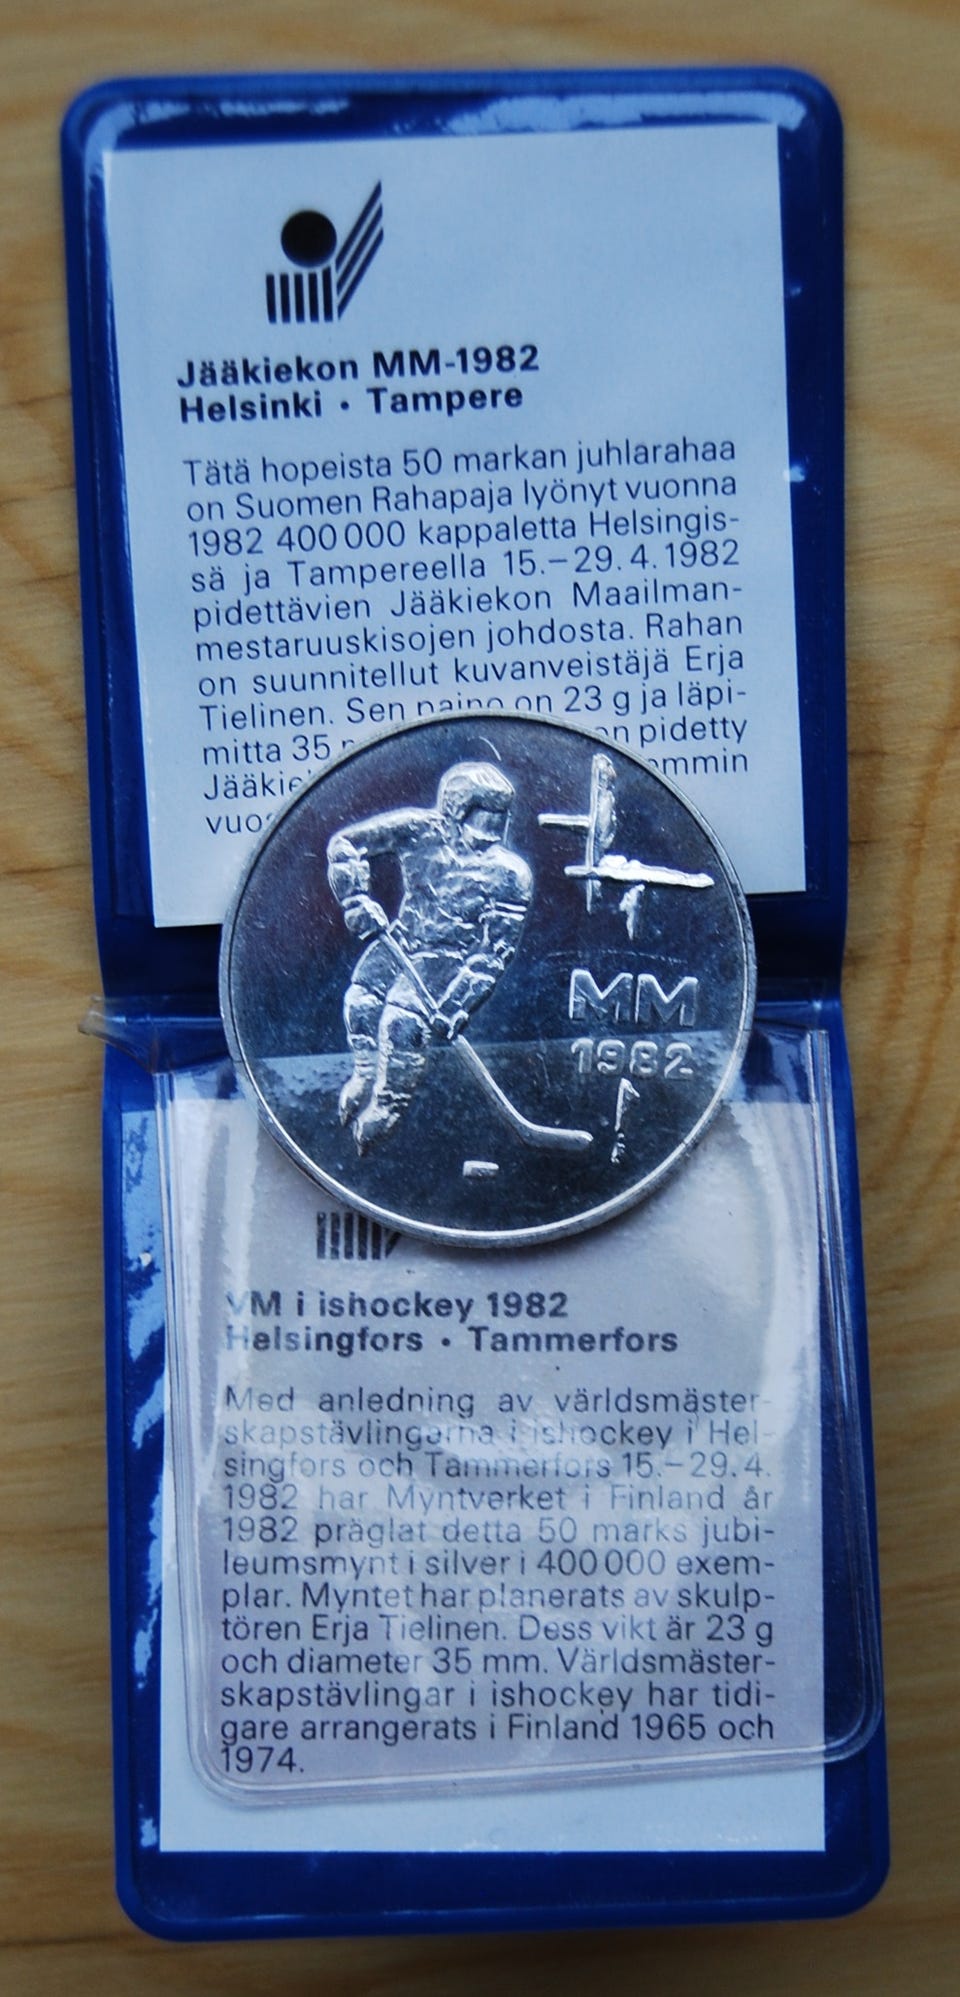 Jääkiekon MM-1982
Helsinki • Tampere
Tätä hopeista 50 markan juhlarahaa
on Suomen Rahapaja lyönyt vuonna
1982 400 000 kappaletta Helsingis-
sä ja Tampereella 15.–29.4.1982
pidettävien Jääkiekon Maailman-
mestaruuskisojen johdosta. Rahan
on suunnitellut kuvanveistäjä Erja
Tielinen. Sen paino on 23 g ja läpi-
mitta 35 on pidetty
MM
1982
VM i ishockey 1982
Helsingfors • Tammerfors
Med anledning av världsmäster-
skapstävlingarna i ishockey i Hel-
singfors och Tammerfors 15.–29.4.
1982 har Myntverket i Finland år
1982 präglat detta 50 marks jubi-
leumsmynt i silver i 400 000 exem-
plar. Myntet har planerats av skulp-
tören Erja Tielinen. Dess vikt är 23 g
och diameter 35 mm. Världsmäster-
skapstävlingar i ishockey har tidi-
gare arrangerats i Finland 1965 och
1974.